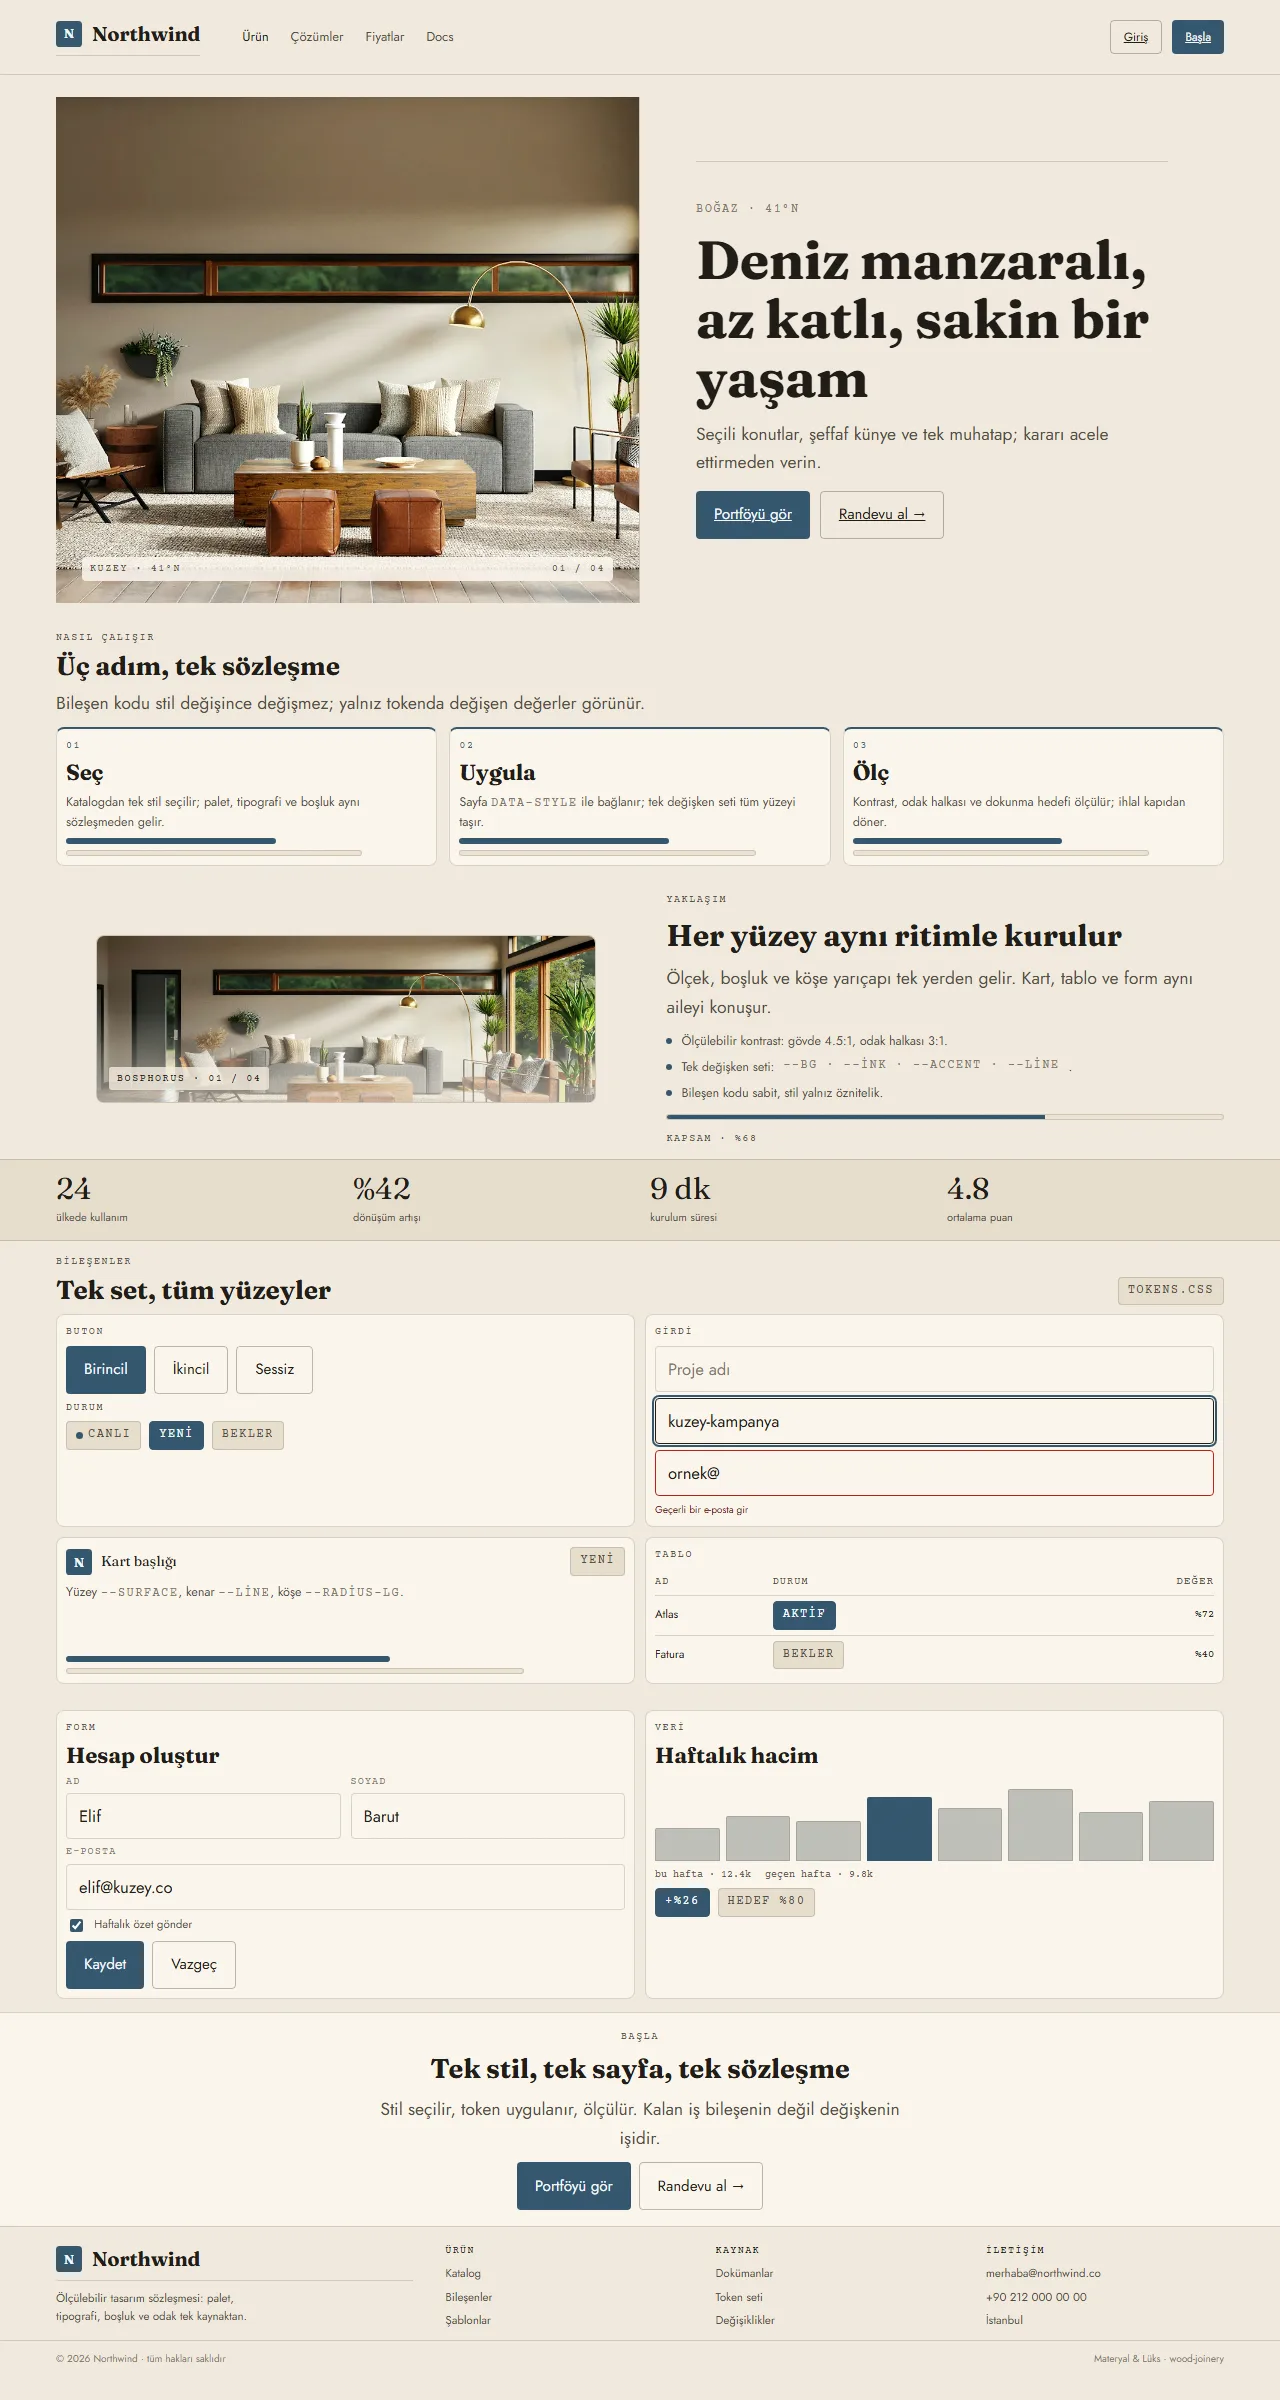 N Northwind Ürün Çözümler Fiyatlar Docs Giriş Başla
BOĞAZ · 41°N
Deniz manzaralı,
az katlı, sakin bir
yaşam
Seçili konutlar, şeffaf künye ve tek muhatap; kararı acele
ettirmeden verin.
Portföyü gör Randevu al →
KUZEY · 41°N 01 / 04
NASIL ÇALIŞIR
Üç adım, tek sözleşme
Bileşen kodu stil değişince değişmez; yalnız tokenda değişen değerler görünür.
01
Seç
Katalogdan tek stil seçilir; palet, tipografi ve boşluk aynı
sözleşmeden gelir.
02
Uygula
Sayfa DATA-STYLE ile bağlanır; tek değişken seti tüm yüzeyi
taşır.
03
Ölç
Kontrast, odak halkası ve dokunma hedefi ölçülür; ihlal kapıdan
döner.
BOSPHORUS · 01 / 04
YAKLAŞIM
Her yüzey aynı ritimle kurulur
Ölçek, boşluk ve köşe yarıçapı tek yerden gelir. Kart, tablo ve form aynı
aileyi konuşur.
Ölçülebilir kontrast: gövde 4.5:1, odak halkası 3:1.
Tek değişken seti: --BG · --İNK · --ACCENT · --LİNE .
Bileşen kodu sabit, stil yalnız öznitelik.
KAPSAM · %68
24
ülkede kullanım
%42
dönüşüm artışı
9 dk
kurulum süresi
4.8
ortalama puan
BİLEŞENLER
Tek set, tüm yüzeyler
TOKENS.CSS
BUTON
Birincil İkincil Sessiz
DURUM
CANLI YENİ BEKLER
GİRDİ
Proje adı
kuzey-kampanya
ornek@
Geçerli bir e-posta gir
N Kart başlığı YENİ
Yüzey --SURFACE, kenar --LİNE, köşe --RADİUS-LG.
TABLO
AD DURUM DEĞER
Atlas AKTİF %72
Fatura BEKLER %40
FORM
Hesap oluştur
AD SOYAD
Elif Barut
E-POSTA
elif@kuzey.co
Haftalık özet gönder
Kaydet Vazgeç
VERİ
Haftalık hacim
bu hafta · 12.4k geçen hafta · 9.8k
+%26 HEDEF %80
BAŞLA
Tek stil, tek sayfa, tek sözleşme
Stil seçilir, token uygulanır, ölçülür. Kalan iş bileşenin değil değişkenin
işidir.
Portföyü gör Randevu al →
N Northwind
Ölçülebilir tasarım sözleşmesi: palet,
tipografi, boşluk ve odak tek kaynaktan.
ÜRÜN
Katalog
Bileşenler
Şablonlar
KAYNAK
Dokümanlar
Token seti
Değişiklikler
İLETİŞİM
merhaba@northwind.co
+90 212 000 00 00
İstanbul
© 2026 Northwind · tüm hakları saklıdır
Materyal & Lüks · wood-joinery